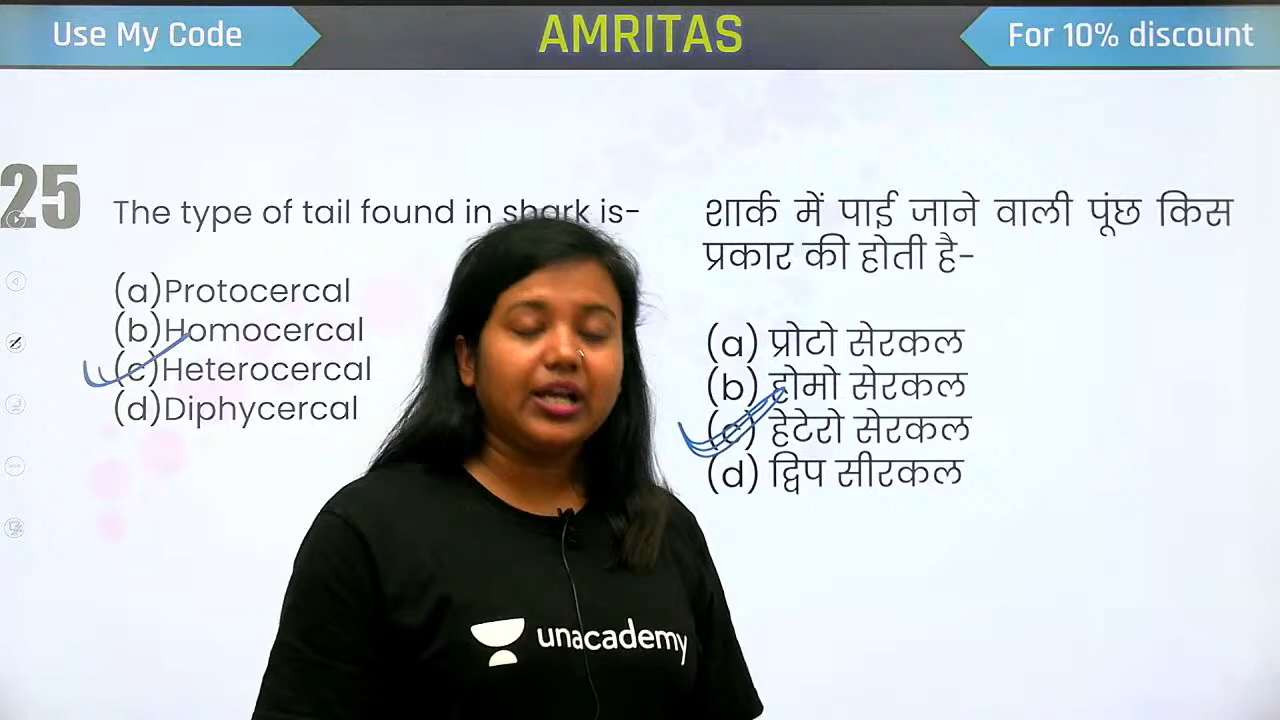 Use My Code
AMRITAS
For 10% discount
25
The type of tail found in shark is-
(a)Protocercal
(b)Homocercal
(c)Heterocercal
(d)Diphycercal
शार्क में पाई जाने वाली पूंछ किस
प्रकार की होती है-
(a) प्रोटो सेरकल
(b) होमो सेरकल
(c) हेटेरो सेरकल
(d) द्विप सीरकल
unacademy